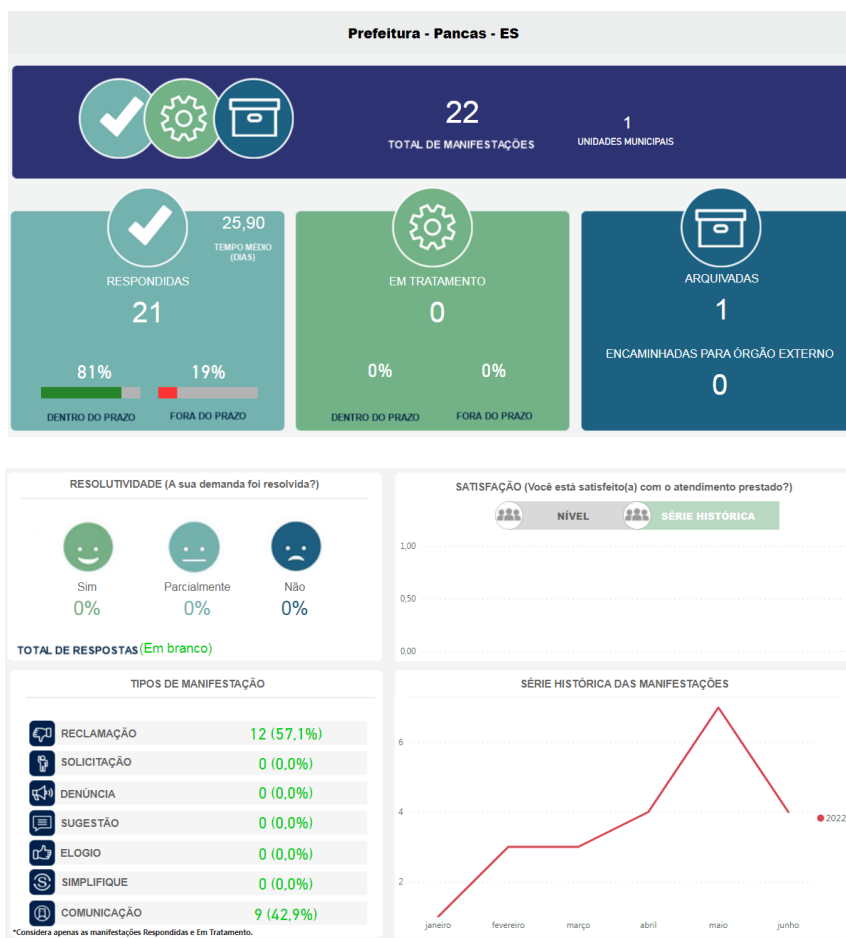 Prefeitura - Pancas - ES
22
TOTAL DE MANIFESTAÇÕES
1
UNIDADES MUNICIPAIS
25,90
TEMPO MÉDIO
(DIAS)
RESPONDIDAS
21
81%
19%
DENTRO DO PRAZO
FORA DO PRAZO
EM TRATAMENTO
0
0%
0%
DENTRO DO PRAZO
FORA DO PRAZO
ARQUIVADAS
1
ENCAMINHADAS PARA ÓRGÃO EXTERNO
0
RESOLUTIVIDADE (A sua demanda foi resolvida?)
Sim
Parcialmente
Não
0%
0%
0%
TOTAL DE RESPOSTAS (Em branco)
SATISFAÇÃO (Você está satisfeito(a) com o atendimento prestado?)
NÍVEL
SÉRIE HISTÓRICA
1,00
0,50
0,00
TIPOS DE MANIFESTAÇÃO
RECLAMAÇÃO 12 (57,1%)
SOLICITAÇÃO 0 (0,0%)
DENÚNCIA 0 (0,0%)
SUGESTÃO 0 (0,0%)
ELOGIO 0 (0,0%)
SIMPLIFIQUE 0 (0,0%)
COMUNICAÇÃO 9 (42,9%)
*Considera apenas as manifestações Respondidas e Em Tratamento.
SÉRIE HISTÓRICA DAS MANIFESTAÇÕES
6
4
2
2022
janeiro fevereiro março abril maio junho